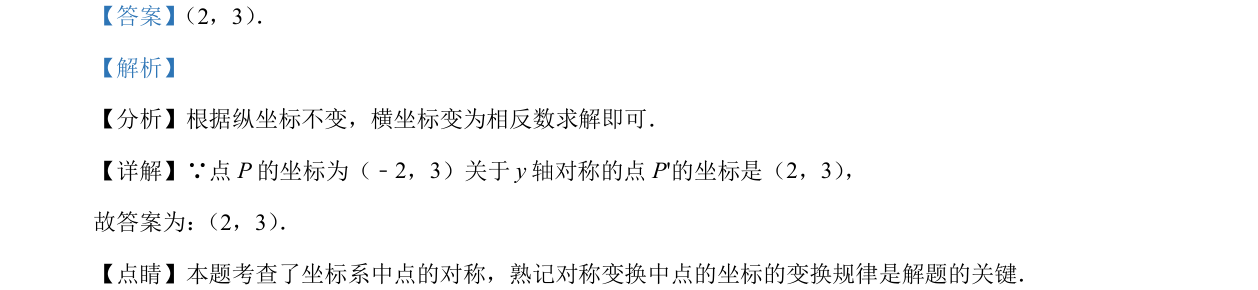 【答案】（2，3）．
【解析】
【分析】根据纵坐标不变，横坐标变为相反数求解即可．
【详解】∵点 P 的坐标为（﹣2，3）关于 y 轴对称的点 P'的坐标是（2，3），
故答案为：（2，3）．
【点睛】本题考查了坐标系中点的对称，熟记对称变换中点的坐标的变换规律是解题的关键．